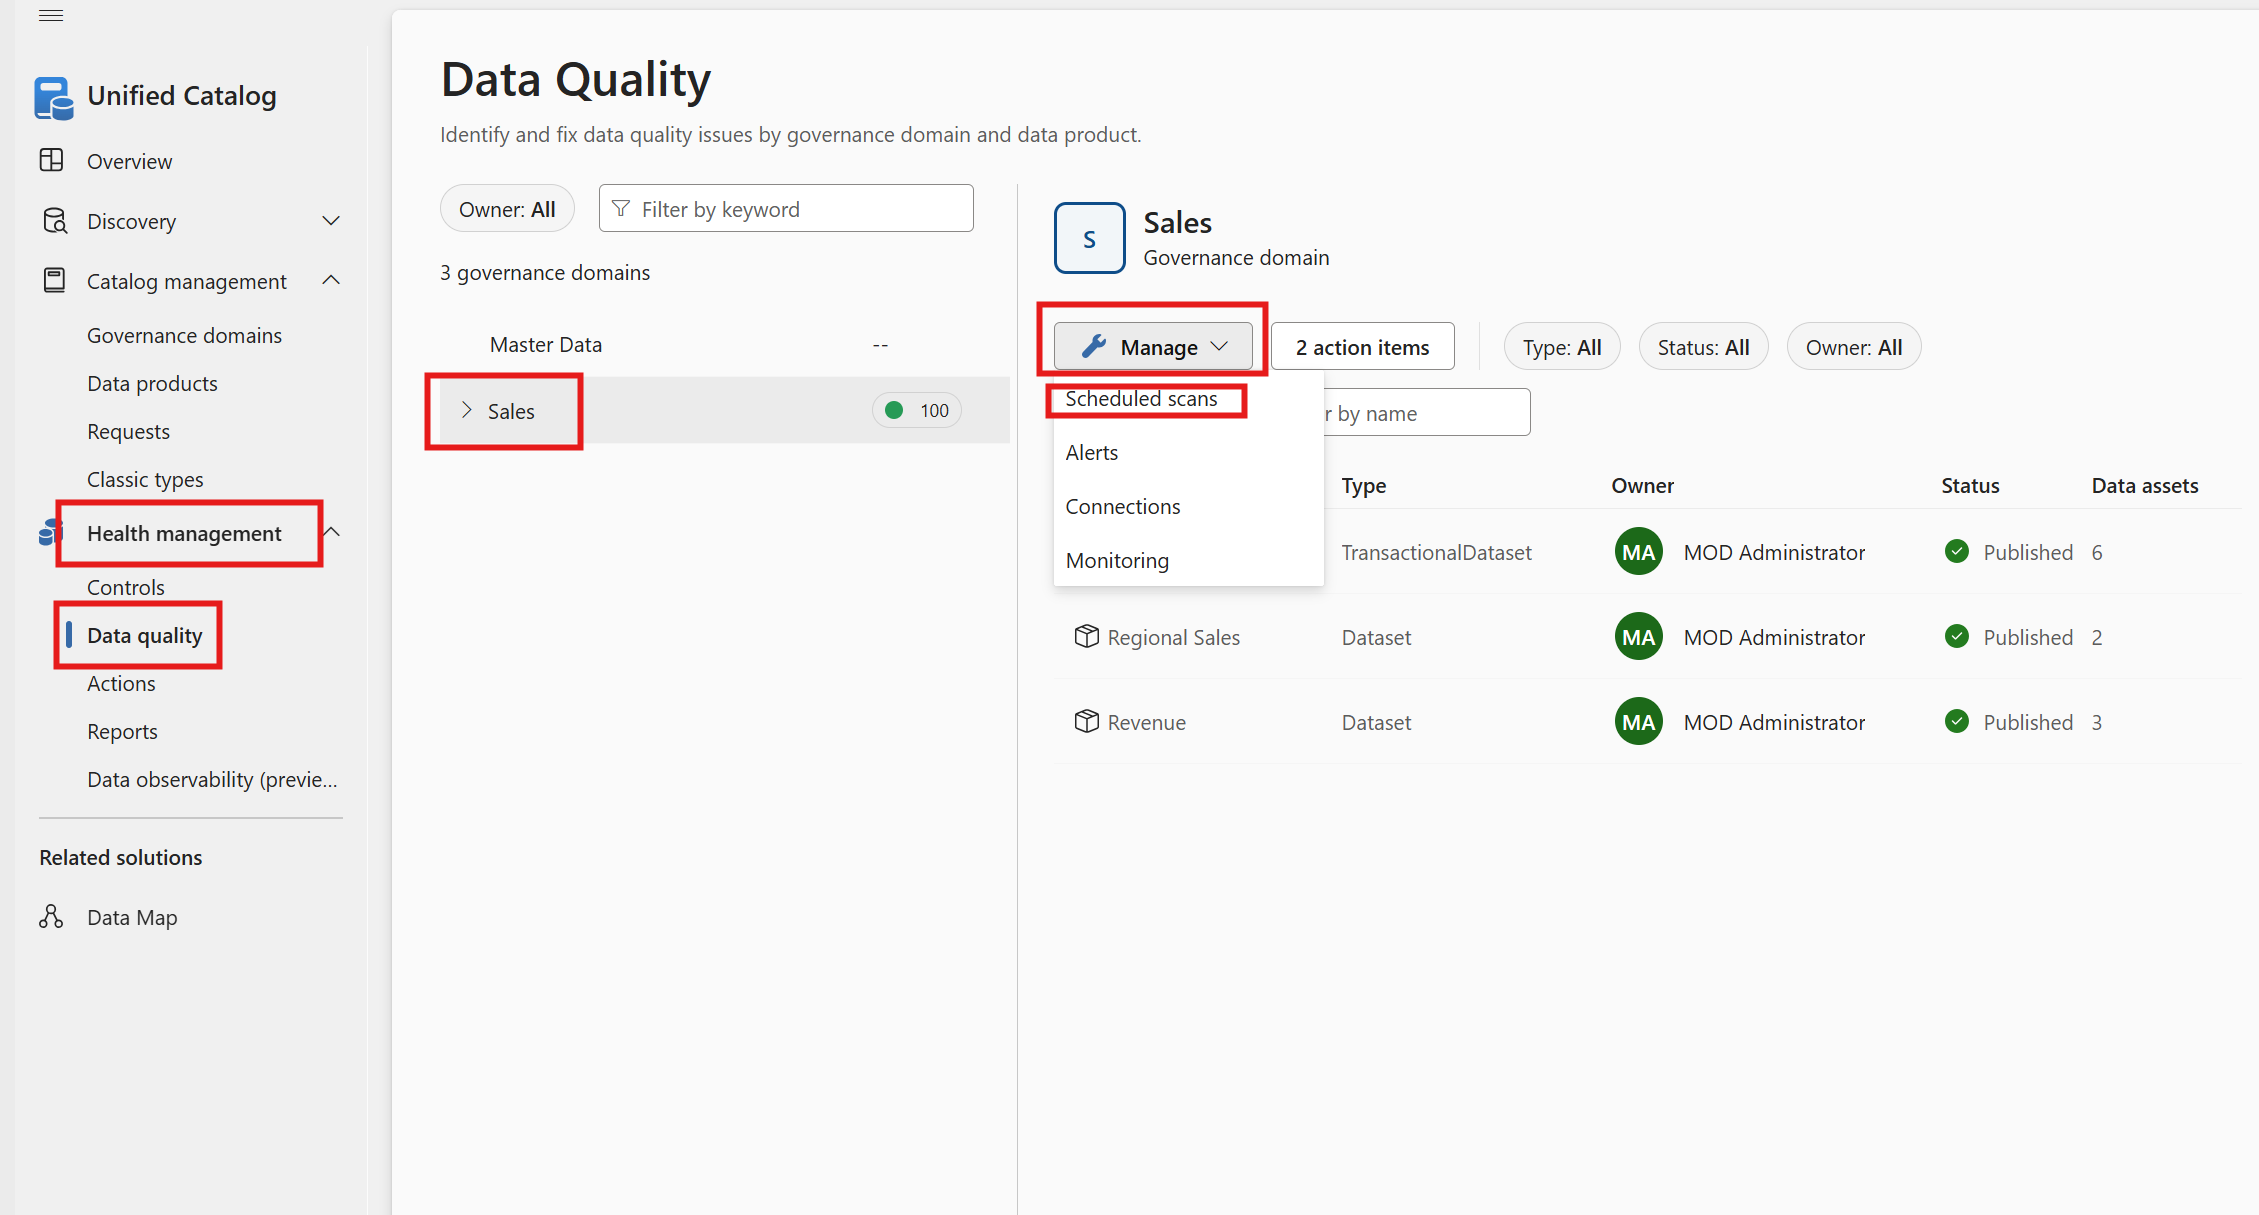 Unified Catalog
Overview
Discovery
Catalog management
Governance domains
Data products
Requests
Classic types
Health management
Controls
Data quality
Actions
Reports
Data observability (previe...
Related solutions
Data Map
Data Quality
Identify and fix data quality issues by governance domain and data product.
Owner: All
Filter by keyword
3 governance domains
Master Data --
Sales 100
S
Sales
Governance domain
Manage 2 action items Type: All Status: All Owner: All
Scheduled scans
r by name
Alerts
Connections
Monitoring
Type Owner Status Data assets
TransactionalDataset MA MOD Administrator Published 6
Regional Sales Dataset MA MOD Administrator Published 2
Revenue Dataset MA MOD Administrator Published 3